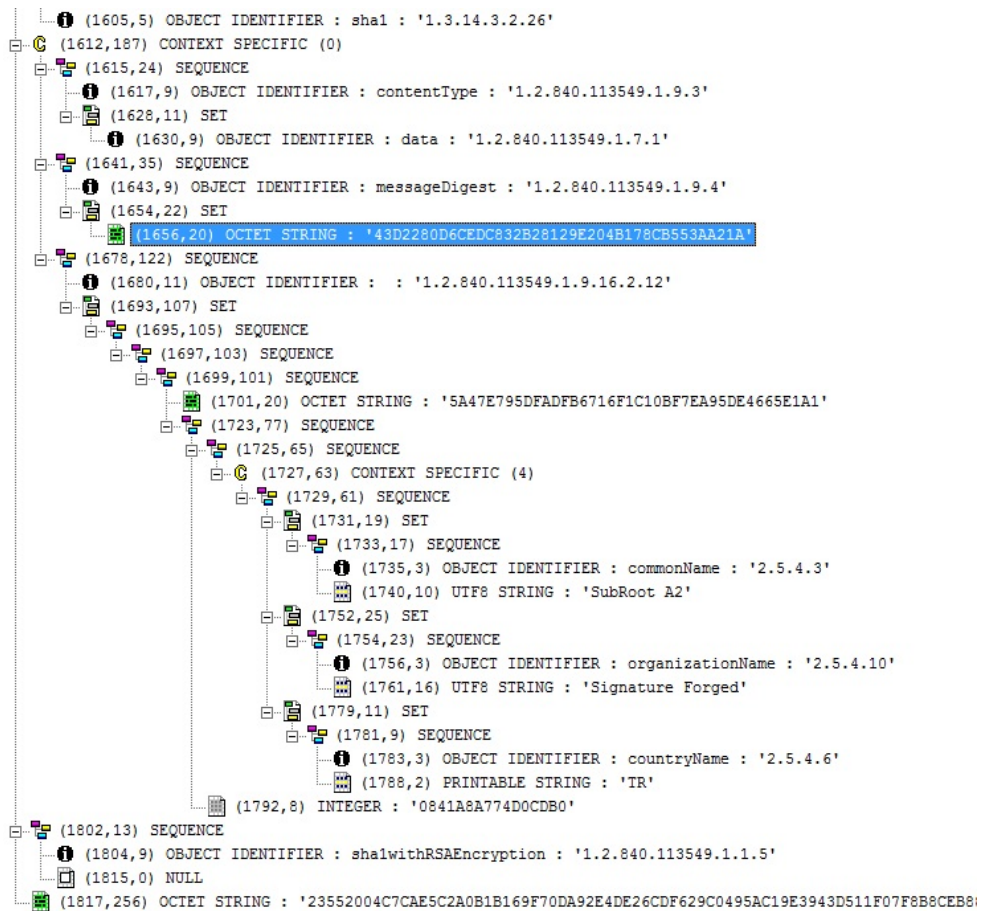 (1605,5) OBJECT IDENTIFIER : sha1 : '1.3.14.3.2.26'
C (1612,187) CONTEXT SPECIFIC (0)
(1615,24) SEQUENCE
(1617,9) OBJECT IDENTIFIER : contentType : '1.2.840.113549.1.9.3'
(1628,11) SET
(1630,9) OBJECT IDENTIFIER : data : '1.2.840.113549.1.7.1'
(1641,35) SEQUENCE
(1643,9) OBJECT IDENTIFIER : messageDigest : '1.2.840.113549.1.9.4'
(1654,22) SET
(1656,20) OCTET STRING : '43D2280D6CEDC832B28129E204B178CB553AA21A'
(1678,122) SEQUENCE
(1680,11) OBJECT IDENTIFIER :  : '1.2.840.113549.1.9.16.2.12'
(1693,107) SET
(1695,105) SEQUENCE
(1697,103) SEQUENCE
(1699,101) SEQUENCE
(1701,20) OCTET STRING : '5A47E795DFADFB6716F1C10BF7EA95DE4665E1A1'
(1723,77) SEQUENCE
(1725,65) SEQUENCE
C (1727,63) CONTEXT SPECIFIC (4)
(1729,61) SEQUENCE
(1731,19) SET
(1733,17) SEQUENCE
(1735,3) OBJECT IDENTIFIER : commonName : '2.5.4.3'
(1740,10) UTF8 STRING : 'SubRoot A2'
(1752,25) SET
(1754,23) SEQUENCE
(1756,3) OBJECT IDENTIFIER : organizationName : '2.5.4.10'
(1761,16) UTF8 STRING : 'Signature Forged'
(1779,11) SET
(1781,9) SEQUENCE
(1783,3) OBJECT IDENTIFIER : countryName : '2.5.4.6'
(1788,2) PRINTABLE STRING : 'TR'
(1792,8) INTEGER : '0841A8A774D0CDB0'
(1802,13) SEQUENCE
(1804,9) OBJECT IDENTIFIER : sha1withRSAEncryption : '1.2.840.113549.1.1.5'
(1815,0) NULL
(1817,256) OCTET STRING : '23552004C7CAE5C2A0B1B169F70DA92E4DE26CDF629C0495AC19E3943D511F07F8B8CEB8